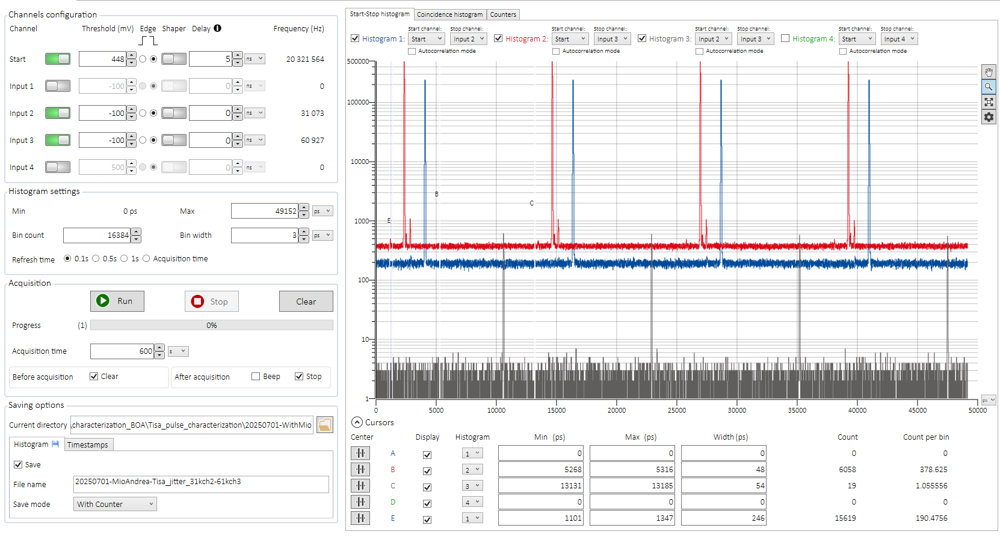 Channels configuration
Channel Threshold (mV) Edge Shaper Delay Frequency (Hz)
Start 448 5 ns 20 321 564
Input 1 -100 0 ns 0
Input 2 -100 0 ns 31 073
Input 3 -100 0 ns 60 927
Input 4 500 0 ns 0
Histogram settings
Min 0 ps Max 49152 ps
Bin count 16384 Bin width 3 ps
Refresh time 0.1s 0.5s 1s Acquisition time
Acquisition
Run Stop Clear
Progress (1) 0%
Acquisition time 600 s
Before acquisition Clear After acquisition Beep Stop
Saving options
Current directory \characterization_BOA\Tisa_pulse_characterization\20250701-WithMio
Histogram Timestamps
Save
File name 20250701-MioAndrea-Tisa_jitter_31kch2-61kch3
Save mode With Counter
Start-Stop histogram Coincidence histogram Counters
Start channel: Stop channel: Start channel: Stop channel: Start channel: Stop channel: Start channel: Stop channel:
Histogram 1: Start Input 2 Histogram 2: Start Input 3 Histogram 3: Input 2 Input 3 Histogram 4: Start Input 4
Autocorrelation mode Autocorrelation mode Autocorrelation mode Autocorrelation mode
500000
100000
10000
B
C
E
1000
100
10
1
ps
0 5000 10000 15000 20000 25000 30000 35000 40000 45000 50000
Cursors
Center Display Histogram Min (ps) Max (ps) Width (ps) Count Count per bin
A 1 0 0 0 0 0
B 2 5268 5316 48 6058 378.625
C 3 13131 13185 54 19 1.055556
D 4 0 0 0 0 0
E 1 1101 1347 246 15619 190.4756